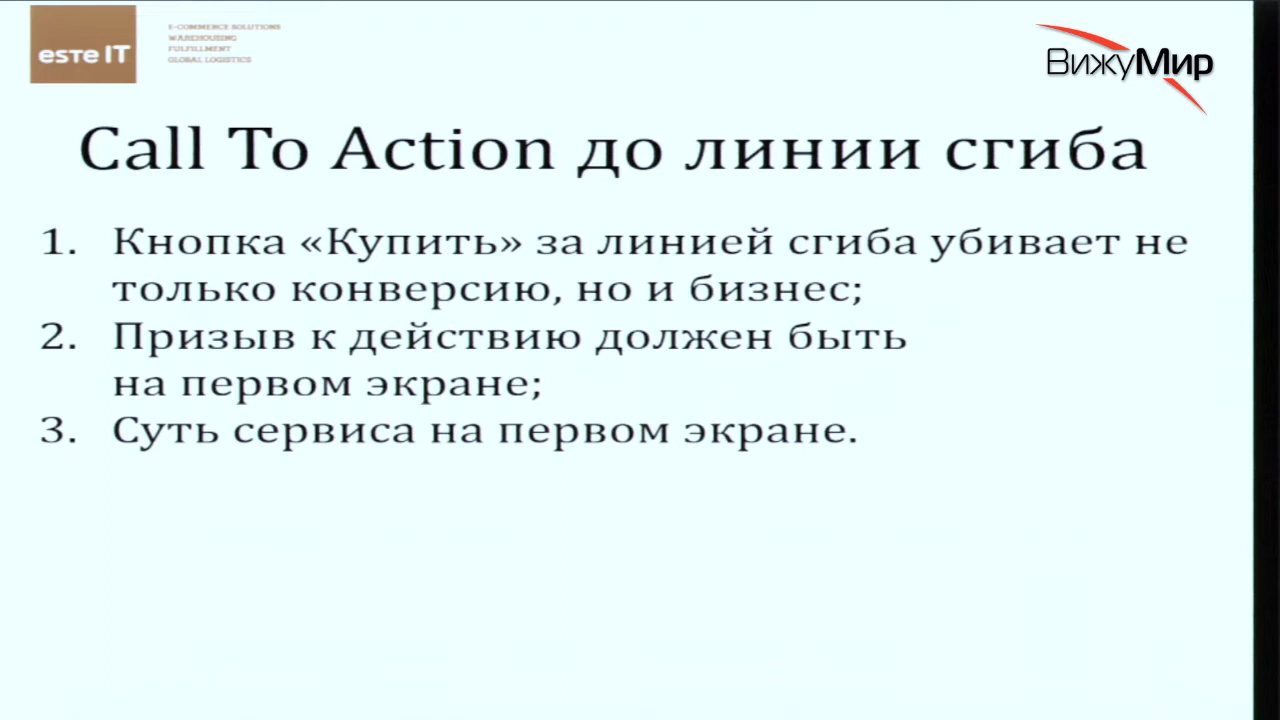 este IT
E-COMMERCE SOLUTIONS
WAREHOUSING
FULFILLMENT
GLOBAL LOGISTICS
ВижуМир
Call To Action до линии сгиба
1. Кнопка «Купить» за линией сгиба убивает не
только конверсию, но и бизнес;
2. Призыв к действию должен быть
на первом экране;
3. Суть сервиса на первом экране.